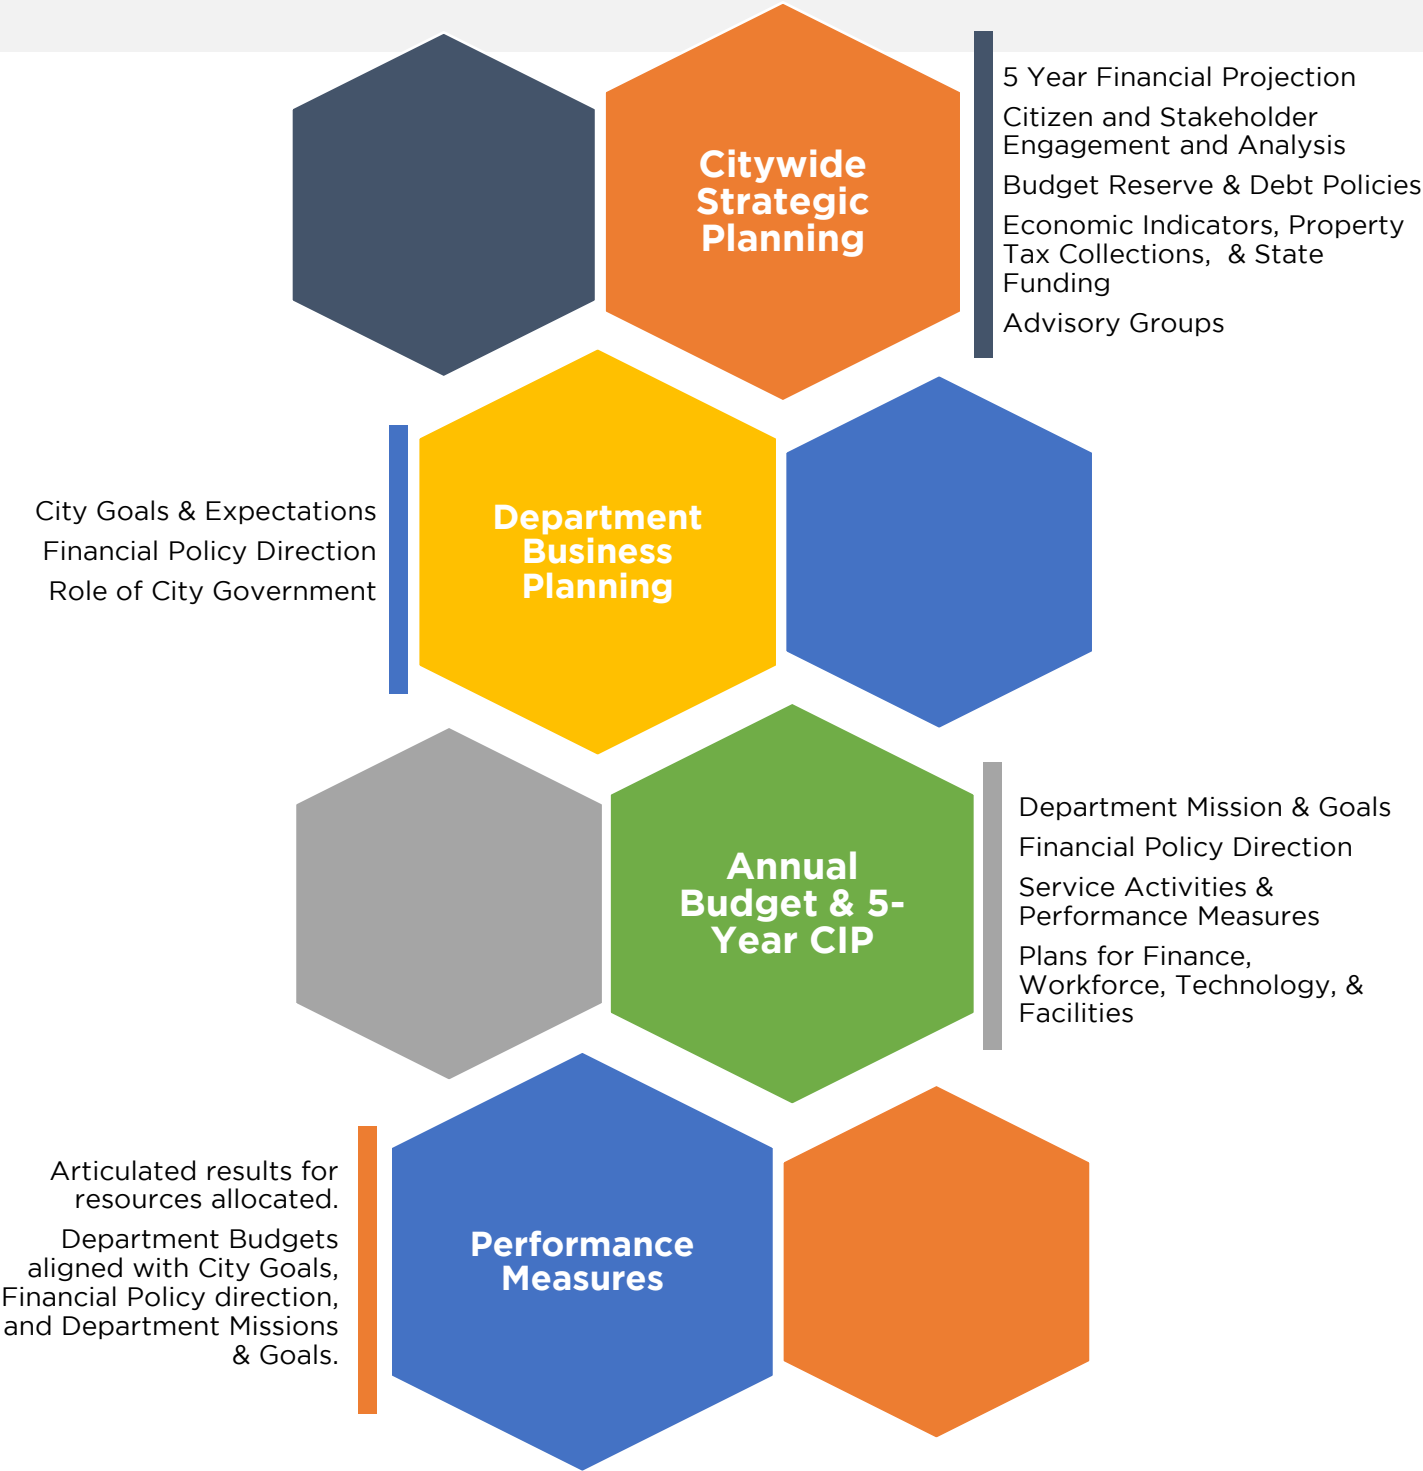 Citywide
Strategic
Planning
5 Year Financial Projection
Citizen and Stakeholder
Engagement and Analysis
Budget Reserve & Debt Policies
Economic Indicators, Property
Tax Collections,  & State
Funding
Advisory Groups
City Goals & Expectations
Financial Policy Direction
Role of City Government
Department
Business
Planning
Annual
Budget & 5-
Year CIP
Department Mission & Goals
Financial Policy Direction
Service Activities &
Performance Measures
Plans for Finance,
Workforce, Technology, &
Facilities
Articulated results for
resources allocated.
Department Budgets
aligned with City Goals,
Financial Policy direction,
and Department Missions
& Goals.
Performance
Measures